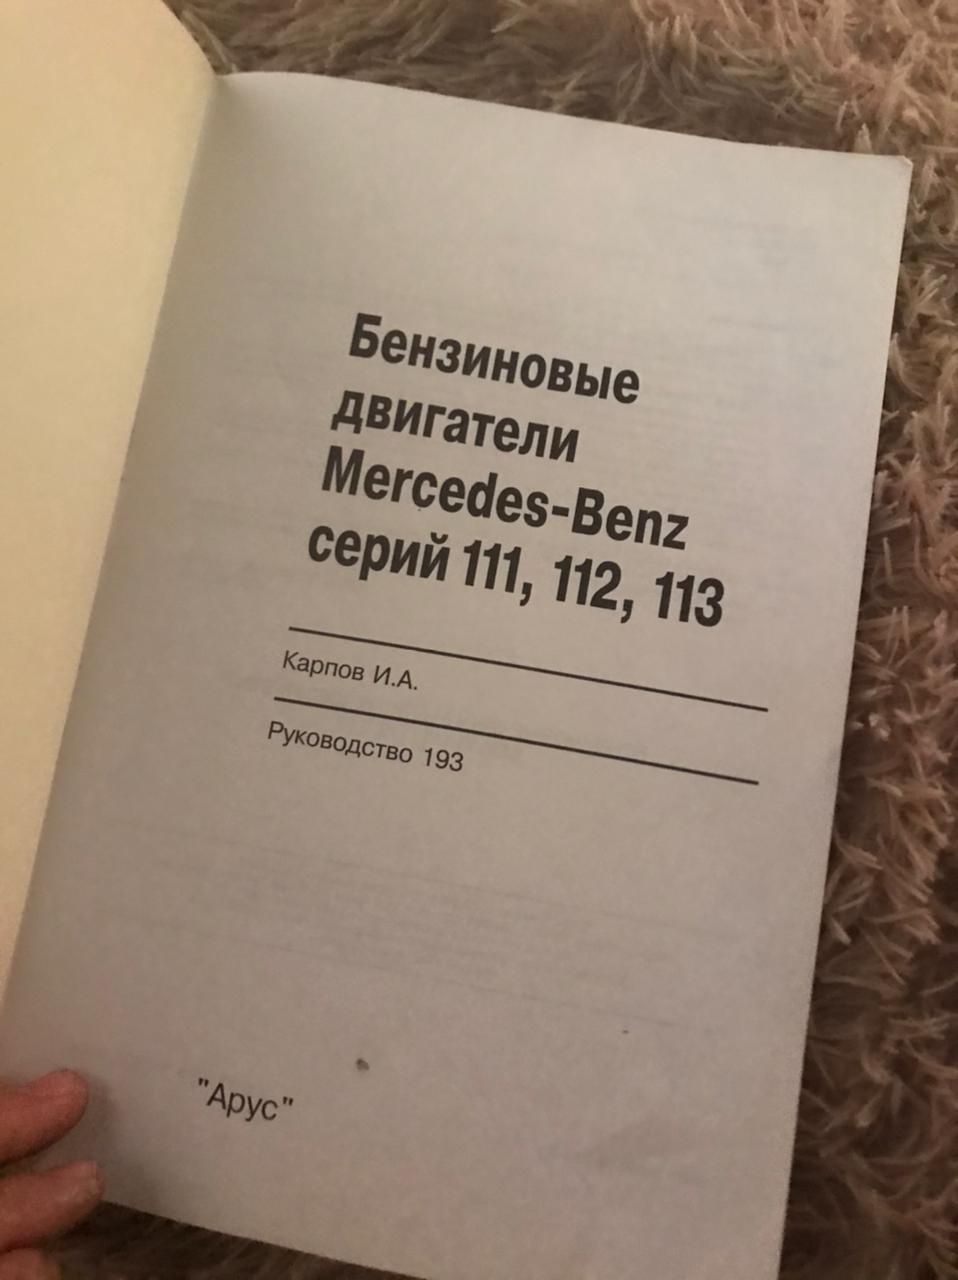 Бензиновые
двигатели
Mercedes-Benz
серий 111, 112, 113
Карпов И.А.
Руководство 193
"Арус"